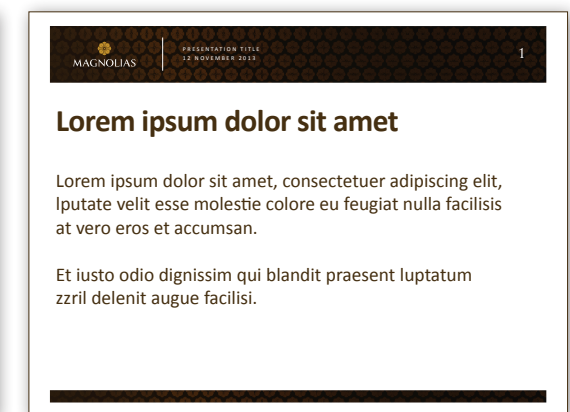 MAGNOLIAS
PRESENTATION TITLE
12 NOVEMBER 2013
1
Lorem ipsum dolor sit amet
Lorem ipsum dolor sit amet, consectetuer adipiscing elit,
lputate velit esse molestie colore eu feugiat nulla facilisis
at vero eros et accumsan.
Et iusto odio dignissim qui blandit praesent luptatum
zzril delenit augue facilisi.